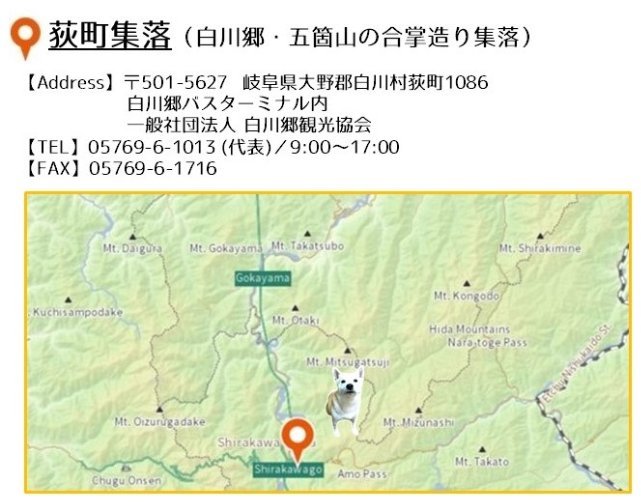 荻町集落（白川郷・五箇山の合掌造り集落）
【Address】〒501-5627 岐阜県大野郡白川村荻町1086
白川郷バスターミナル内
一般社団法人 白川郷観光協会
【TEL】05769-6-1013 (代表)／9:00～17:00
【FAX】05769-6-1716
Mt. Daigura
Mt. Gokayama
Mt. Takatsubo
Mt. Shirakimine
Gokayama
Mt. Kongodo
Kuchisampodake
Mt. Otaki
Hida Mountains
Nara-toge Pass
Mt. Mitsugatsuji
Etchu Nishikaido St.
Mt. Oizurugadake
Mt. Mizunashi
Shirakawa
Shirakawago
Mt. Takato
Amo Pass
Chugu Onsen